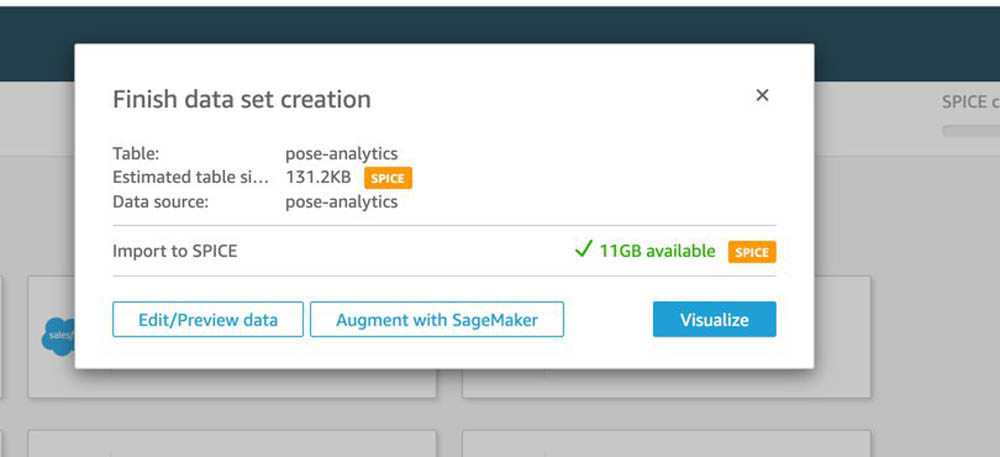 Finish data set creation
SPICE c
Table: pose-analytics
Estimated table si... 131.2KB SPICE
Data source: pose-analytics
Import to SPICE 11GB available SPICE
Edit/Preview data Augment with SageMaker Visualize